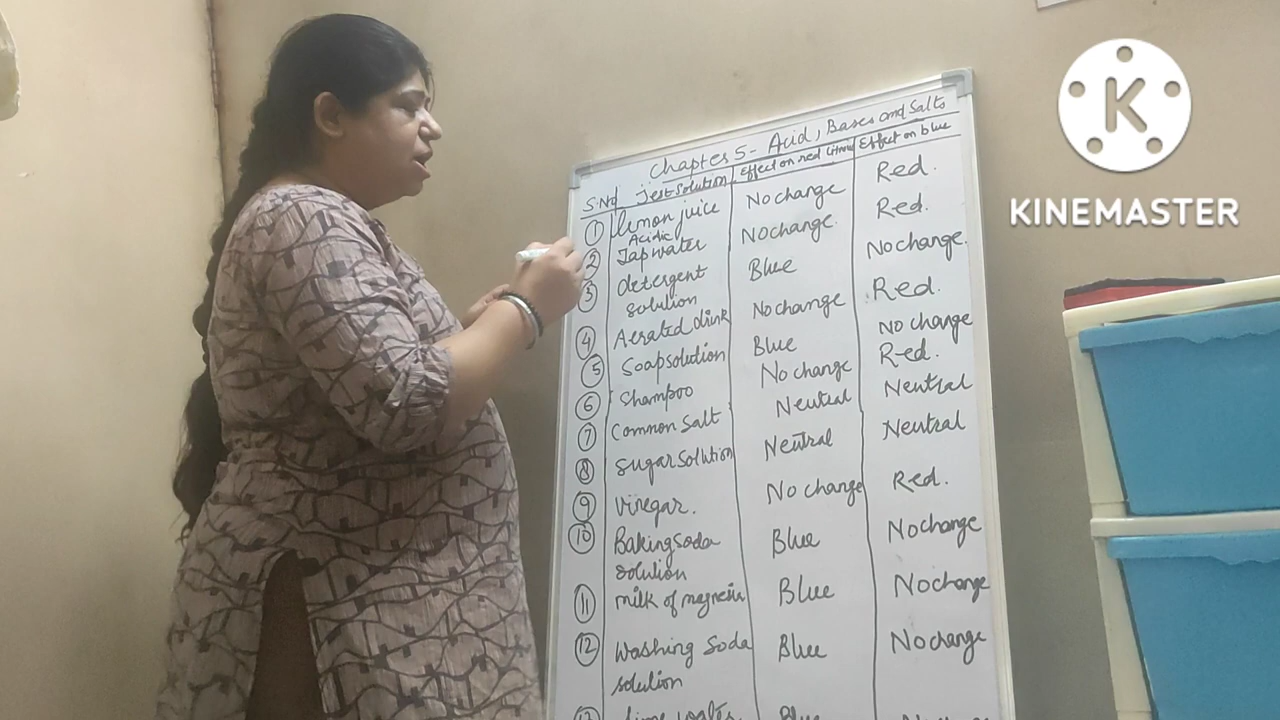 Chapter 5 - Acid, Bases and Salts
S.No Test Solution Effect on red litmus Effect on blue
1 lemon juice No change Red.
Acidic
2 Tap water No change. Red.
3 detergent Blue No change.
solution
4 Aerated drink No change Red.
5 Soap solution Blue No change
6 Shampoo No change Red.
7 Common Salt Neutral Neutral
8 Sugar solution Neutral Neutral
9 Vinegar. No change Red.
10 Baking soda Blue No change
solution
11 milk of magnesia Blue No change
12 Washing soda Blue No change
solution
13 lime water Blue
K
KINEMASTER